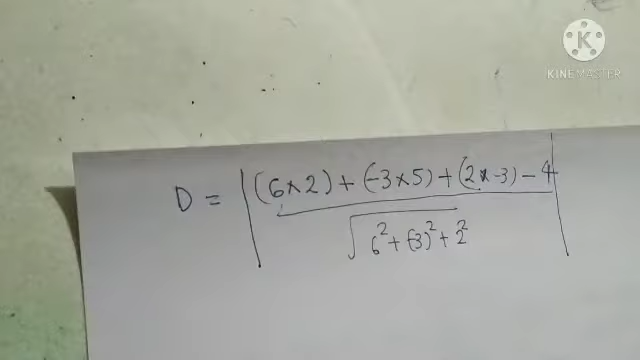 KINEMASTER
D = |(6×2) + (-3×5) + (2×-3) - 4 / √6² + (-3)² + 2²|